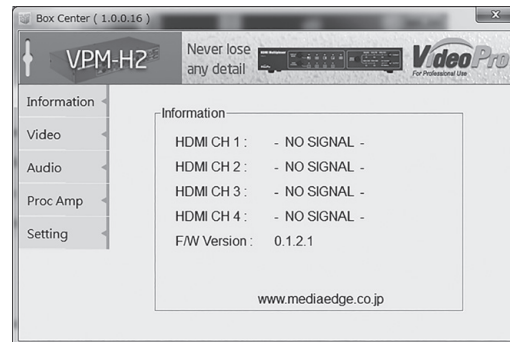 Box Center ( 1.0.0.16 )
VPM-H2
Never lose
any detail
VideoPro
For Professional Use
Information
Video
Audio
Proc Amp
Setting
Information
HDMI CH 1 : - NO SIGNAL -
HDMI CH 2 : - NO SIGNAL -
HDMI CH 3 : - NO SIGNAL -
HDMI CH 4 : - NO SIGNAL -
F/W Version : 0.1.2.1
www.mediaedge.co.jp